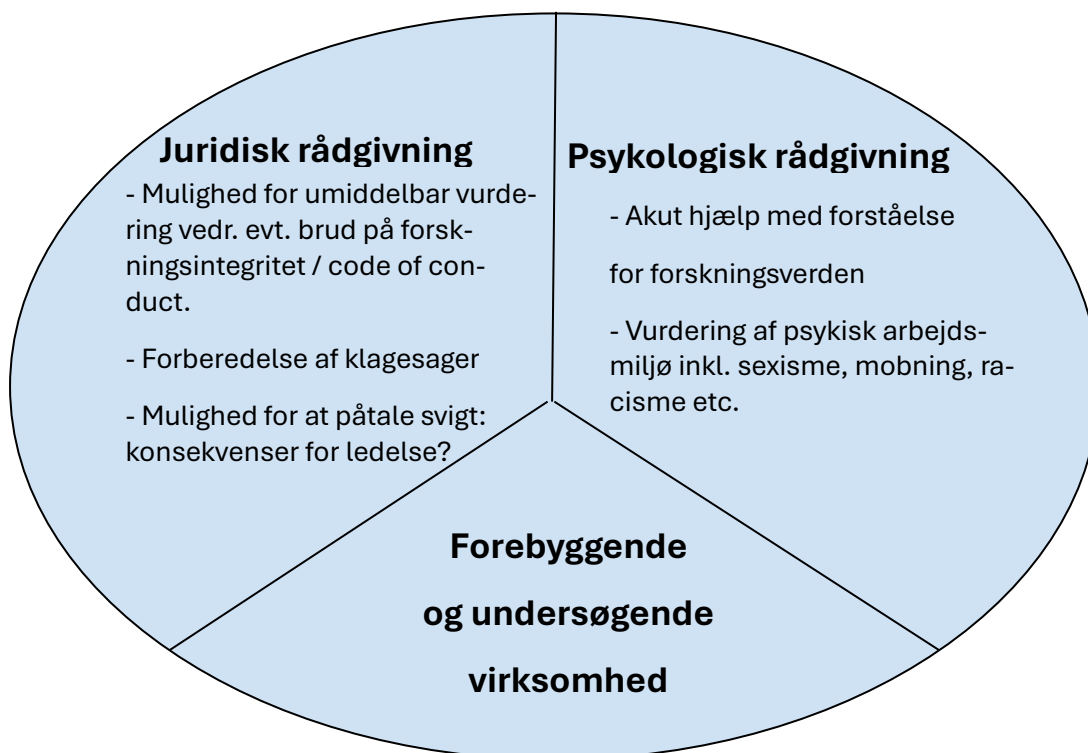 Juridisk rådgivning
- Mulighed for umiddelbar vurde-
ring vedr. evt. brud på forsk-
ningsintegritet / code of con-
duct.
- Forberedelse af klagesager
- Mulighed for at påtale svigt:
konsekvenser for ledelse?
Psykologisk rådgivning
- Akut hjælp med forståelse
for forskningsverden
- Vurdering af psykisk arbejds-
miljø inkl. sexisme, mobning, ra-
cisme etc.
Forebyggende
og undersøgende
virksomhed